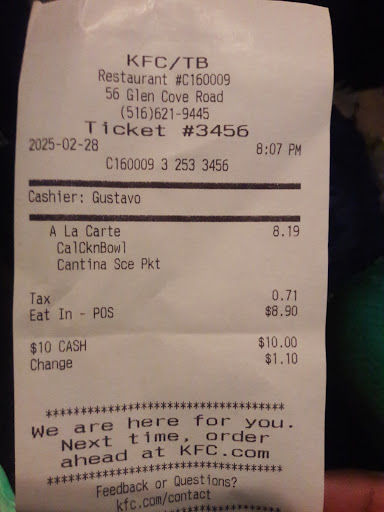 KFC/TB
Restaurant #C160009
56 Glen Cove Road
(516)621-9445
Ticket #3456
2025-02-28 8:07 PM
C160009 3 253 3456
Cashier: Gustavo
A La Carte 8.19
CalCknBowl
Cantina Sce Pkt
Tax 0.71
Eat In - POS $8.90
$10 CASH $10.00
Change $1.10
**********************************
We are here for you.
Next time, order
ahead at KFC.com
**********************************
Feedback or Questions?
kfc.com/contact